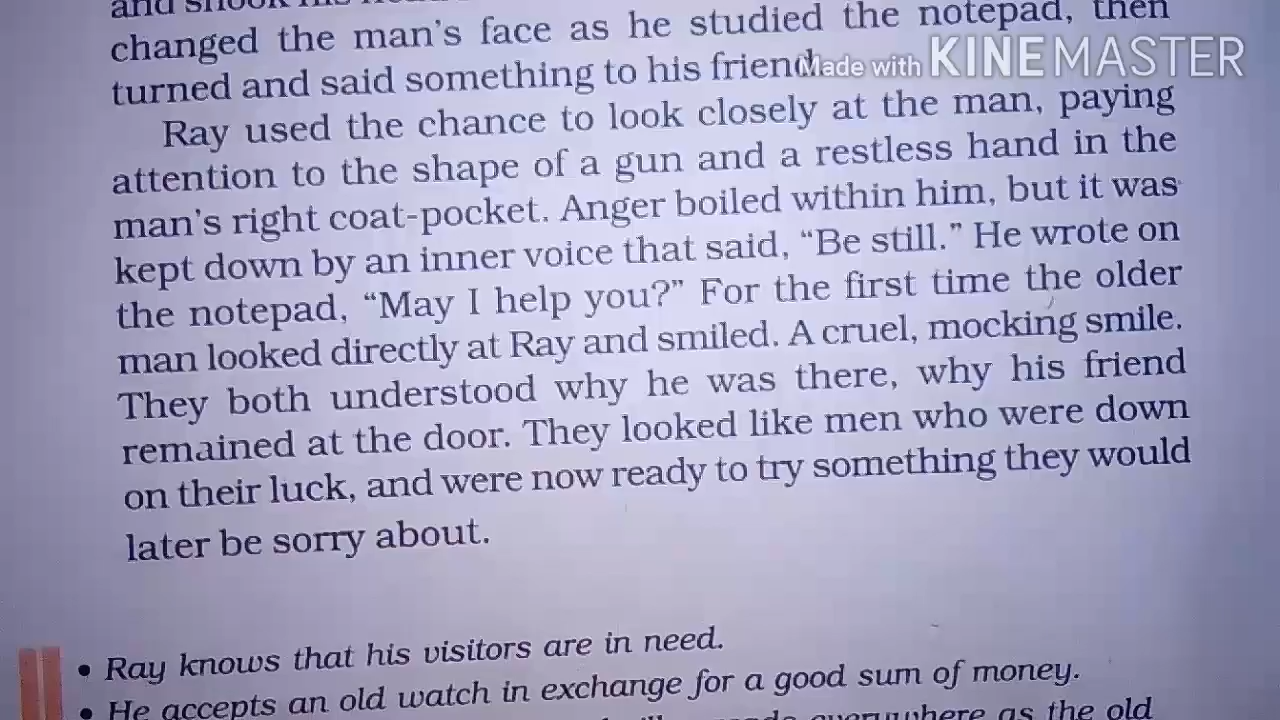 changed the man's face as he studied the notepad, then
turned and said something to his friend.
Made with KINEMASTER
Ray used the chance to look closely at the man, paying
attention to the shape of a gun and a restless hand in the
man's right coat-pocket. Anger boiled within him, but it was
kept down by an inner voice that said, “Be still.” He wrote on
the notepad, “May I help you?” For the first time the older
man looked directly at Ray and smiled. A cruel, mocking smile.
They both understood why he was there, why his friend
remained at the door. They looked like men who were down
on their luck, and were now ready to try something they would
later be sorry about.
• Ray knows that his visitors are in need.
• He accepts an old watch in exchange for a good sum of money.
everywhere as the old